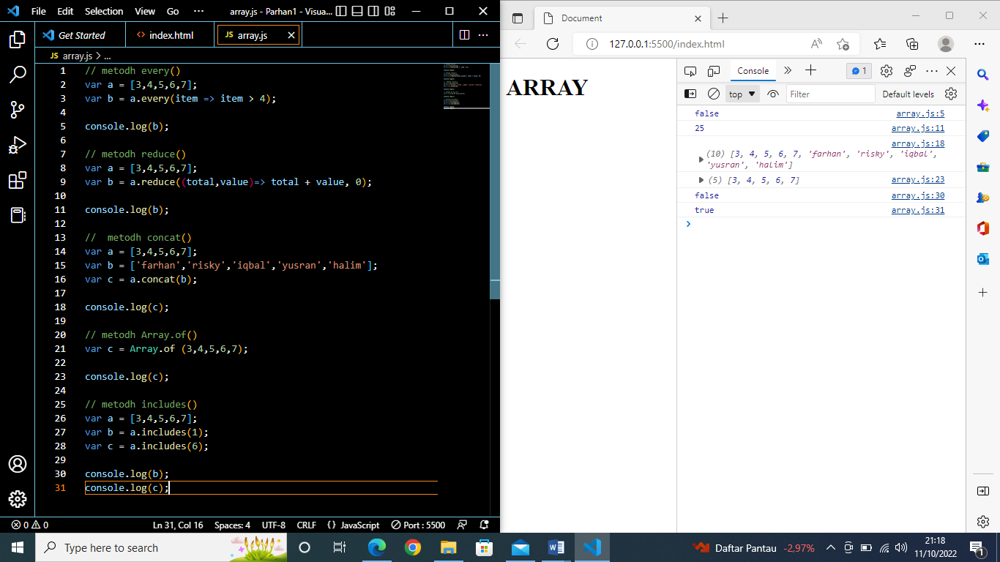 File Edit Selection View Go ··· array.js - Parhan1 - Visua...
Get Started index.html JS array.js
JS array.js > ...
1 // metodh every()
2 var a = [3,4,5,6,7];
3 var b = a.every(item => item > 4);
4
5 console.log(b);
6
7 // metodh reduce()
8 var a = [3,4,5,6,7];
9 var b = a.reduce((total,value)=> total + value, 0);
10
11 console.log(b);
12
13 //  metodh concat()
14 var a = [3,4,5,6,7];
15 var b = ['farhan','risky','iqbal','yusran','halim'];
16 var c = a.concat(b);
17
18 console.log(c);
19
20 // metodh Array.of()
21 var c = Array.of (3,4,5,6,7);
22
23 console.log(c);
24
25 // metodh includes()
26 var a = [3,4,5,6,7];
27 var b = a.includes(1);
28 var c = a.includes(6);
29
30 console.log(b);
31 console.log(c);
0 0 Ln 31, Col 16 Spaces: 4 UTF-8 CRLF {} JavaScript Port : 5500
Document
127.0.0.1:5500/index.html
ARRAY
Console 1
top Filter Default levels
false array.js:5
25 array.js:11
array.js:18
(10) [3, 4, 5, 6, 7, 'farhan', 'risky', 'iqbal',
'yusran', 'halim']
(5) [3, 4, 5, 6, 7] array.js:23
false array.js:30
true array.js:31
Type here to search
Daftar Pantau -2,97%
21:18
11/10/2022
1